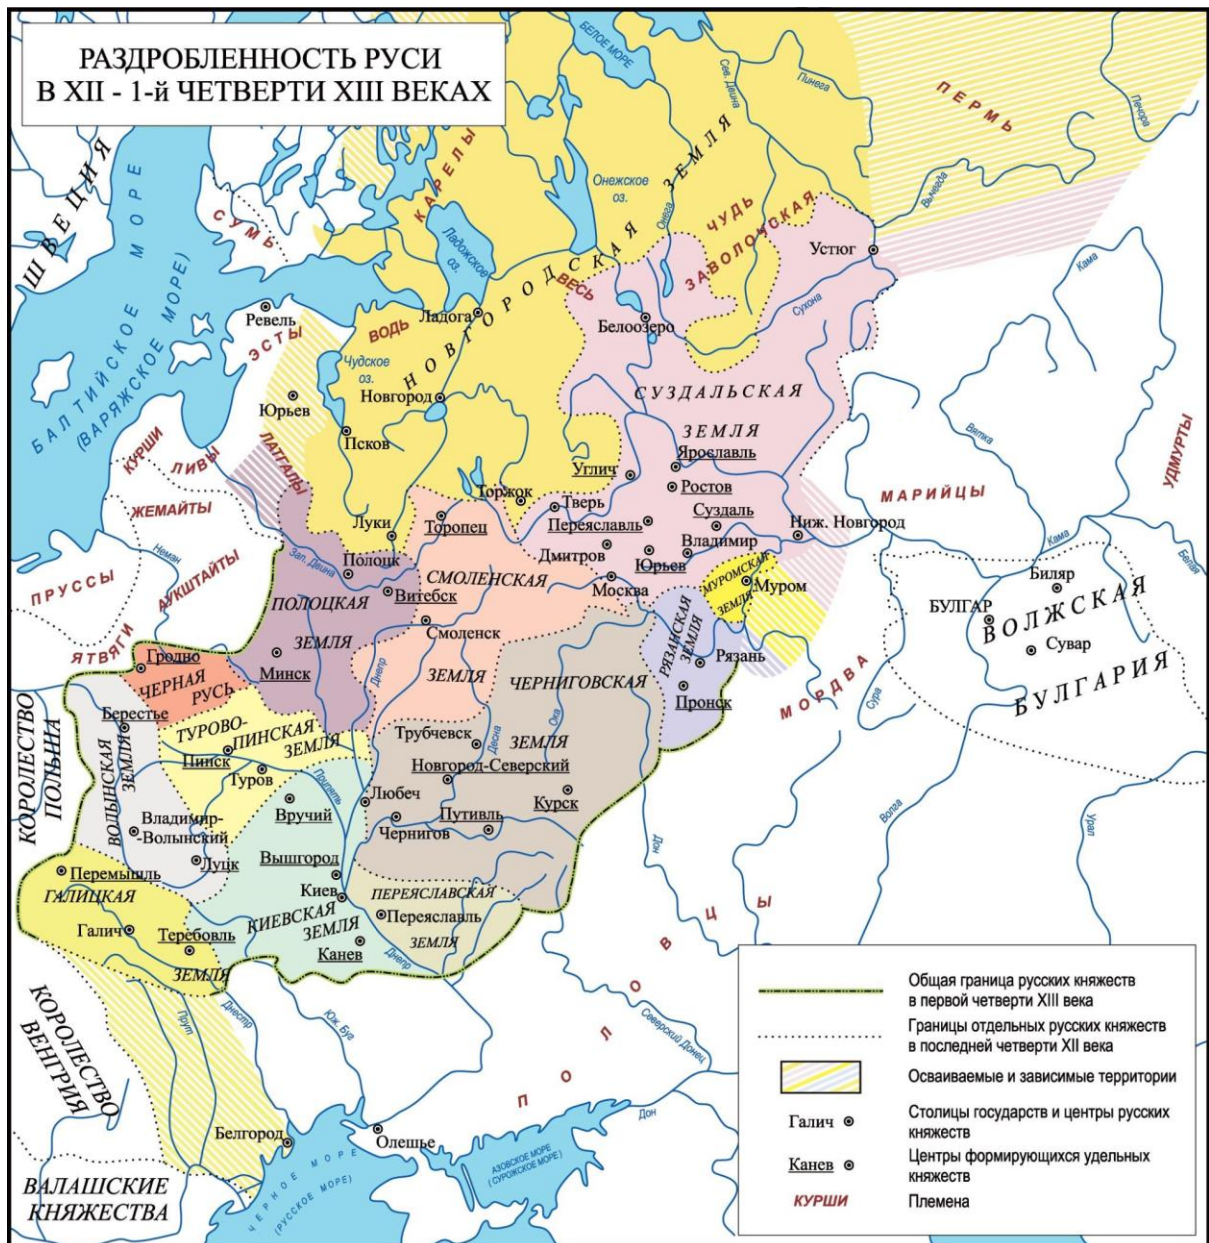 РАЗДРОБЛЕННОСТЬ РУСИ
В XII - 1-й ЧЕТВЕРТИ XIII ВЕКАХ
БЕЛОЕ МОРЕ
Сев. Двина
Пинега
ПЕРМЬ
Печора
ШВЕЦИЯ
БАЛТИЙСКОЕ МОРЕ
(ВАРЯЖСКОЕ МОРЕ)
СУМЬ
КАРЕЛЫ
Онежское
оз.
Ладожское
оз.
НОВГОРОДСКАЯ ЗЕМЛЯ
Онега
ЧУДЬ
ЗАВОЛОЧСКАЯ
Вычегда
Устюг
ВЕСЬ
Кама
Сухона
Ревель
ЭСТЫ
ВОДЬ
Ладога
Белоозеро
Чудское
оз.
Юрьев
Новгород
СУЗДАЛЬСКАЯ
ЗЕМЛЯ
Псков
КУРШИ
ЛИВЫ
ЛАТГАЛЫ
Вятка
УДМУРТЫ
Ярославль
Углич
Ростов
МАРИЙЦЫ
ЖЕМАЙТЫ
Торжок
Тверь
Луки
Торопец
Переяславль
Суздаль
Ниж. Новгород
Неман
Зап. Двина
Полоцк
Дмитров
Владимир
Юрьев
Кама
Белая
ПРУССЫ
АУКШТАЙТЫ
СМОЛЕНСКАЯ
Москва
МУРОМСКАЯ
ЗЕМЛЯ
Муром
Биляр
ПОЛОЦКАЯ
Витебск
БУЛГАР
ВОЛЖСКАЯ
Смоленск
РЯЗАНСКАЯ
ЗЕМЛЯ
ЯТВЯГИ
Гродно
ЗЕМЛЯ
Минск
Днепр
ЗЕМЛЯ
Рязань
Сувар
БУЛГАРИЯ
ЧЕРНАЯ
РУСЬ
ЧЕРНИГОВСКАЯ
Пронск
МОРДВА
Сура
КОРОЛЕВСТВО
ПОЛЬША
Берестье
ТУРОВО-
ПИНСКАЯ
ЗЕМЛЯ
Ока
Трубчевск
Десна
ЗЕМЛЯ
Пинск
Туров
Новгород-Северский
ВОЛЫНСКАЯ
ЗЕМЛЯ
Припять
Любеч
Курск
Вручий
Волга
Урал
Владимир-
-Волынский
Чернигов
Путивль
Дон
Луцк
Вышгород
Перемышль
ГАЛИЦКАЯ
Киев
ПЕРЕЯСЛАВСКАЯ
КИЕВСКАЯ
ЗЕМЛЯ
Переяславль
Галич
Теребовль
Канев
Днепр
ЗЕМЛЯ
ЗЕМЛЯ
ПОЛОВЦЫ
КОРОЛЕСТВО
ВЕНГРИЯ
Прут
Днестр
Юж. Буг
Северский Донец
Дон
Белгород
Олешье
АЗОВСКОЕ МОРЕ
(СУРОЖСКОЕ МОРЕ)
ЧЕРНОЕ МОРЕ
(РУССКОЕ МОРЕ)
ВАЛАШСКИЕ
КНЯЖЕСТВА
Общая граница русских княжеств
в первой четверти XIII века
Границы отдельных русских княжеств
в последней четверти XII века
Осваиваемые и зависимые территории
Галич
Столицы государств и центры русских
княжеств
Канев
Центры формирующихся удельных
княжеств
КУРШИ
Племена